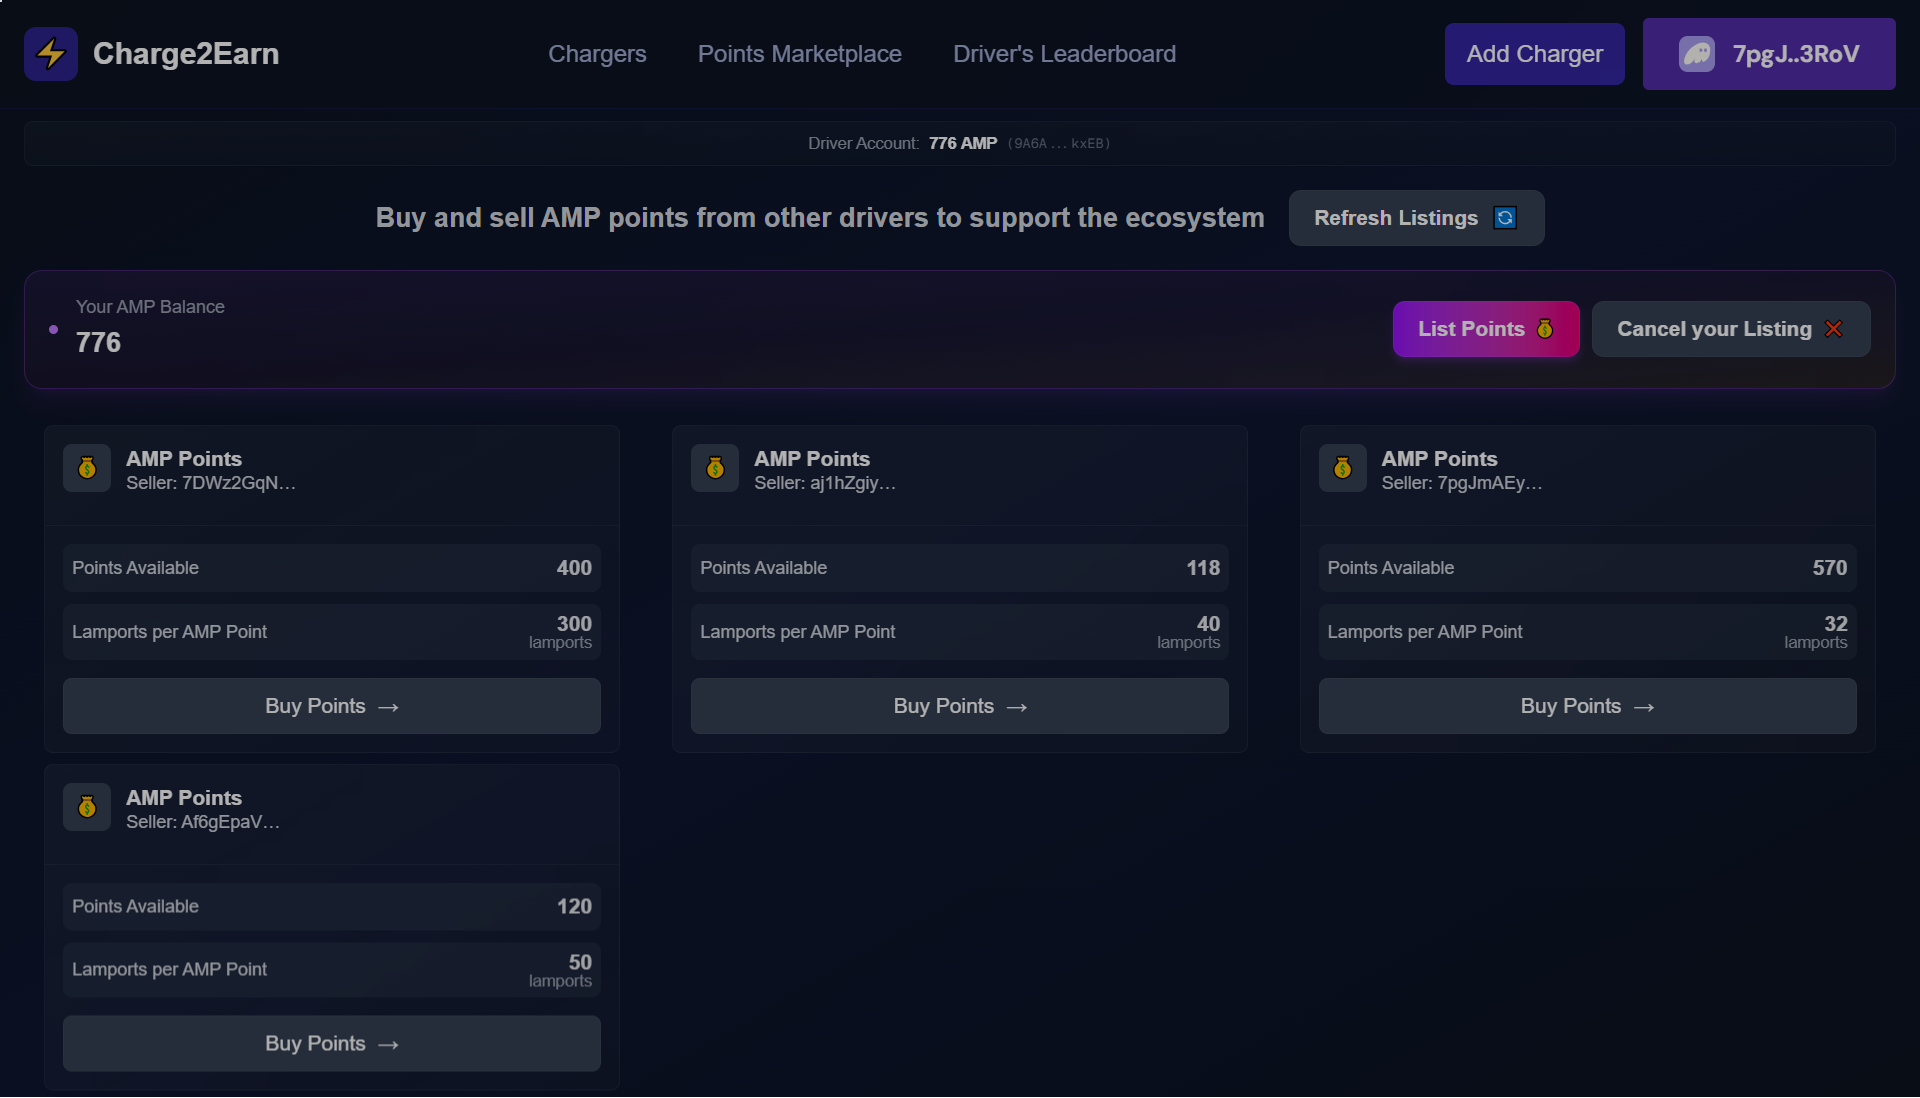 Charge2Earn
Chargers
Points Marketplace
Driver's Leaderboard
Add Charger
7pgJ..3RoV
Driver Account: 776 AMP (9A6A...kxEB)
Buy and sell AMP points from other drivers to support the ecosystem
Refresh Listings
Your AMP Balance
776
List Points
Cancel your Listing
AMP Points
Seller: 7DWz2GqN...
Points Available 400
Lamports per AMP Point 300
lamports
Buy Points →
AMP Points
Seller: aj1hZgiy...
Points Available 118
Lamports per AMP Point 40
lamports
Buy Points →
AMP Points
Seller: 7pgJmAEy...
Points Available 570
Lamports per AMP Point 32
lamports
Buy Points →
AMP Points
Seller: Af6gEpaV...
Points Available 120
Lamports per AMP Point 50
lamports
Buy Points →